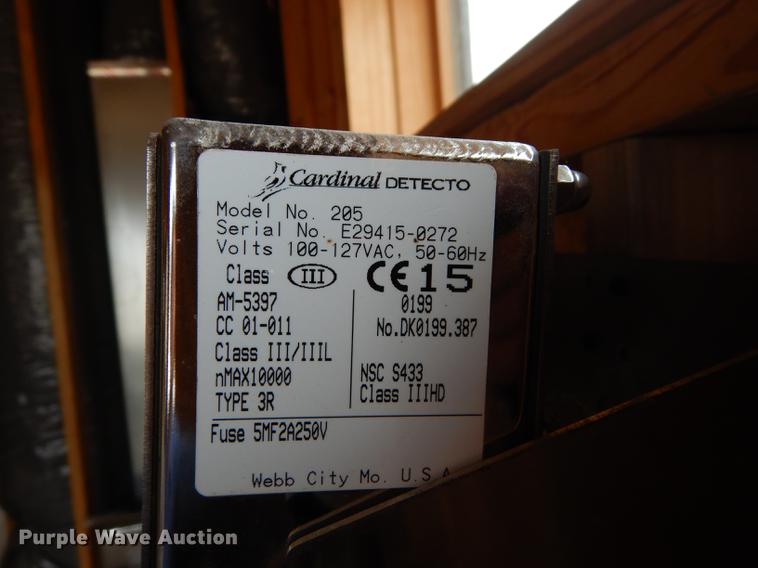 Cardinal DETECTO
Model No. 205
Serial No. E29415-0272
Volts 100-127VAC, 50-60Hz
Class III
CE 15
AM-5397
0199
CC 01-011
No.DK0199.387
Class III/IIIL
nMAX10000
NSC S433
TYPE 3R
Class IIIHD
Fuse 5MF2A250V
Webb City Mo. U.S.A
Purple Wave Auction